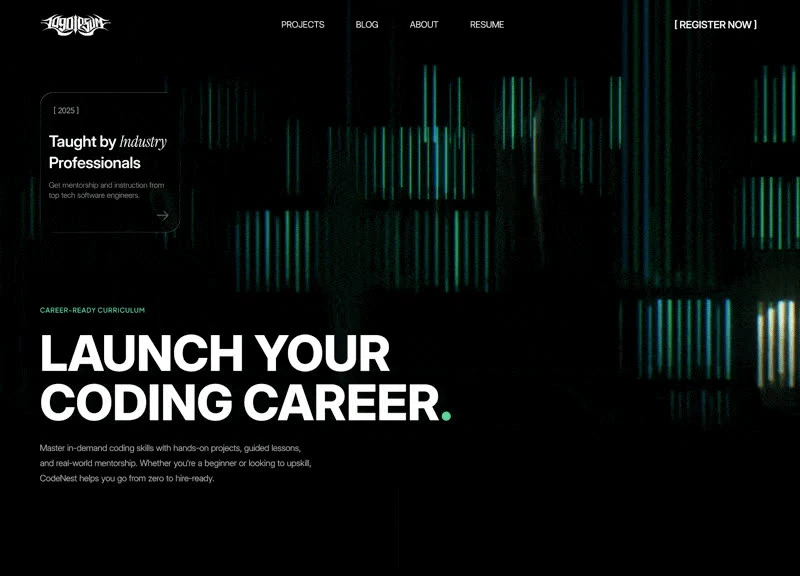 logoipsum
PROJECTS BLOG ABOUT RESUME [ REGISTER NOW ]
[ 2025 ]
Taught by Industry
Professionals
Get mentorship and instruction from
top tech software engineers.
CAREER-READY CURRICULUM
LAUNCH YOUR
CODING CAREER.
Master in-demand coding skills with hands-on projects, guided lessons,
and real-world mentorship. Whether you're a beginner or looking to upskill,
CodeNest helps you go from zero to hire-ready.